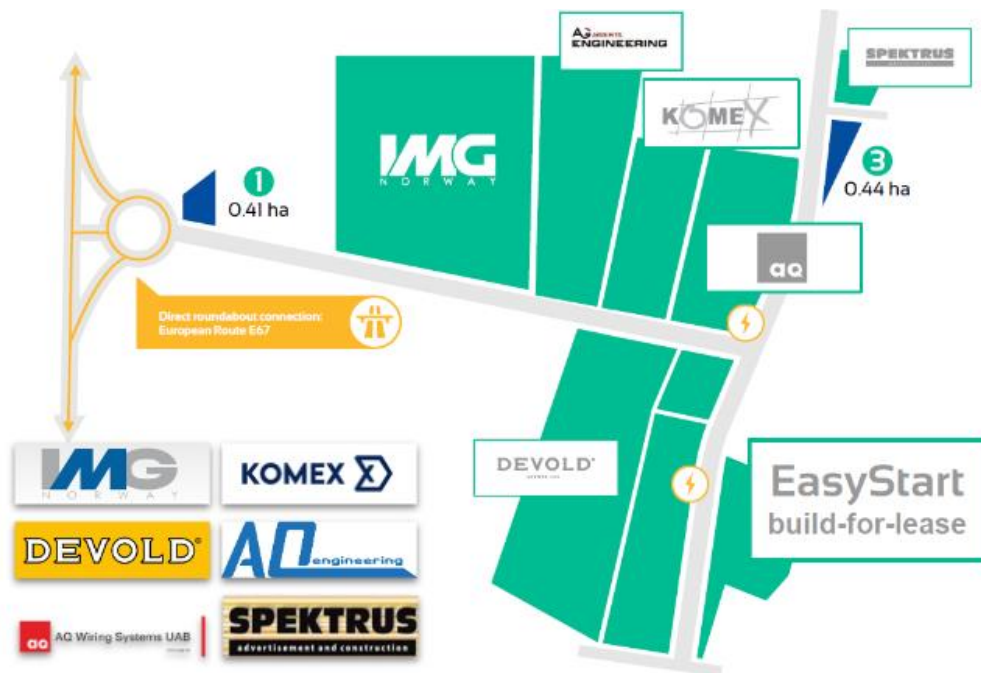 AQ
ENGINEERING
SPEKTRUS
KOMEX
IMG
NORWAY
1
0.41 ha
3
0.44 ha
aq
Direct roundabout connection:
European Route E67
DEVOLD®
EasyStart
build-for-lease
IMG
NORWAY
KOMEX X
DEVOLD®
AQ engineering
aq AQ Wiring Systems UAB
SPEKTRUS
advertisement and construction